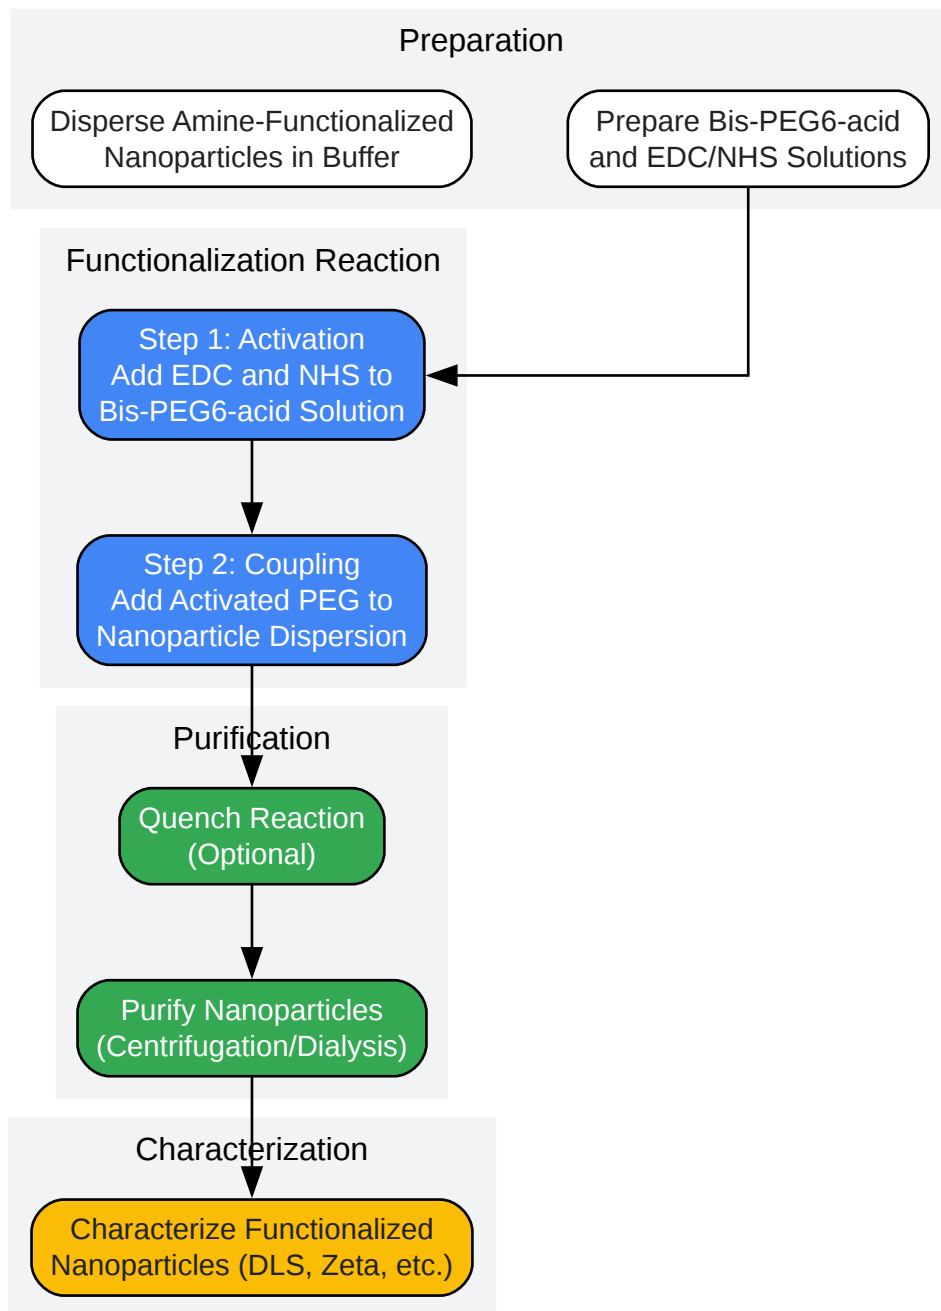 Preparation
Disperse Amine-Functionalized
Nanoparticles in Buffer
Prepare Bis-PEG6-acid
and EDC/NHS Solutions
Functionalization Reaction
Step 1: Activation
Add EDC and NHS to
Bis-PEG6-acid Solution
Step 2: Coupling
Add Activated PEG to
Nanoparticle Dispersion
Purification
Quench Reaction
(Optional)
Purify Nanoparticles
(Centrifugation/Dialysis)
Characterization
Characterize Functionalized
Nanoparticles (DLS, Zeta, etc.)